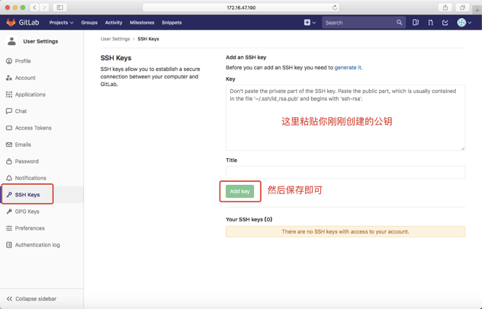 172.16.47.100
GitLab Projects Groups Activity Milestones Snippets Search
User Settings
User Settings > SSH Keys
Profile
Account
Applications
Chat
Access Tokens
Emails
Password
Notifications
SSH Keys
GPG Keys
Preferences
Authentication log
Collapse sidebar
SSH Keys
SSH keys allow you to establish a secure
connection between your computer and
GitLab.
Add an SSH key
Before you can add an SSH key you need to generate it.
Key
Don't paste the private part of the SSH key. Paste the public part, which is usually contained
in the file '~/.ssh/id_rsa.pub' and begins with 'ssh-rsa'.
这里粘贴你刚刚创建的公钥
Title
Add key
然后保存即可
Your SSH keys (0)
There are no SSH keys with access to your account.